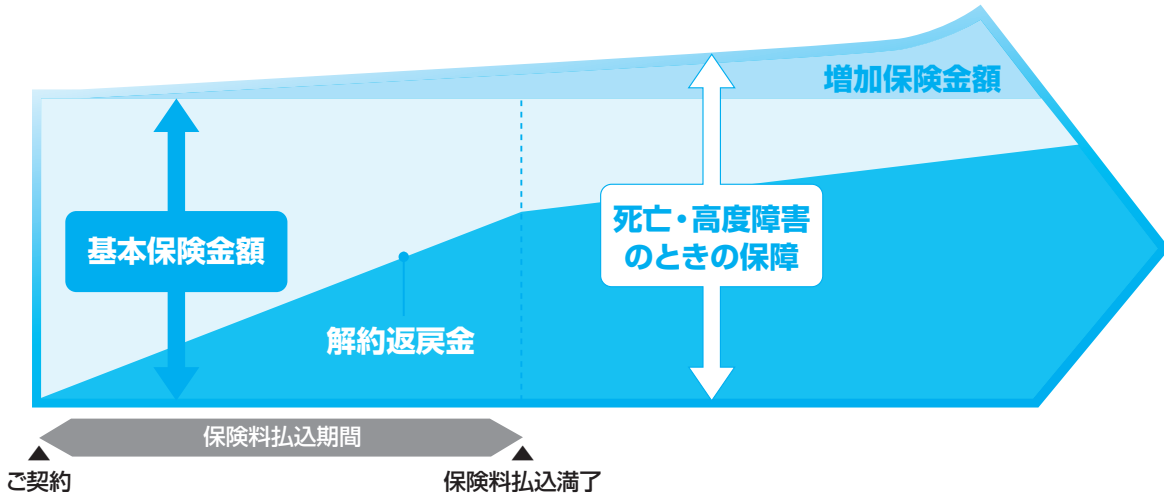 増加保険金額
基本保険金額
死亡・高度障害
のときの保障
解約返戻金
保険料払込期間
ご契約
保険料払込満了